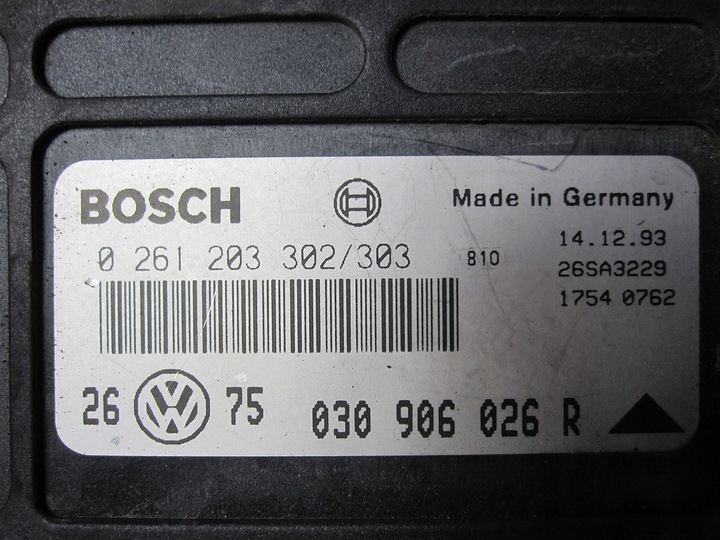 BOSCH
Made in Germany
0 261 203 302/303
810
14.12.93
26SA3229
1754 0762
26 VW 75
030 906 026 R